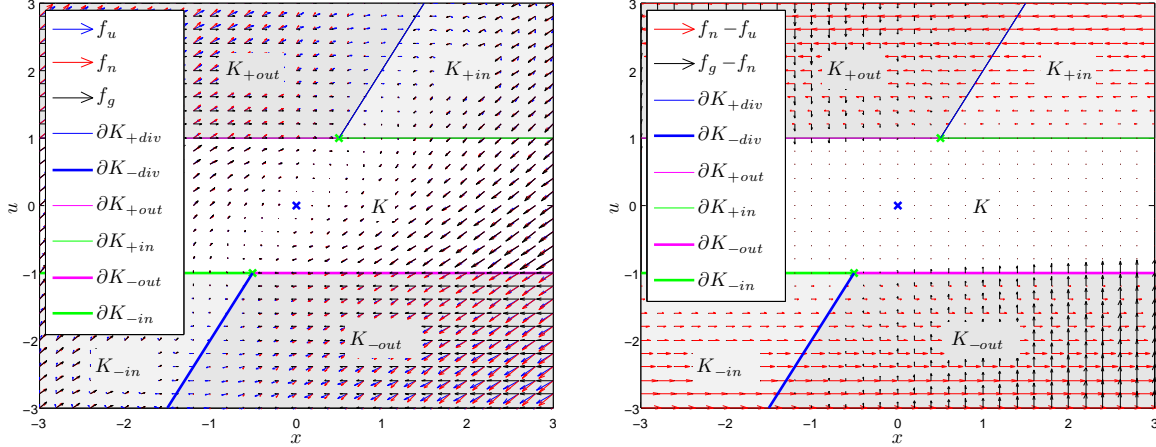 f_u
f_n
f_g
∂K_{+div}
∂K_{−div}
∂K_{+out}
∂K_{+in}
∂K_{−out}
∂K_{−in}
K_{+out}
K_{+in}
K
K_{−out}
K_{−in}
3
2
1
0
−1
−2
−3
u
−3 −2 −1 0 1 2 3
x
f_n − f_u
f_g − f_n
∂K_{+div}
∂K_{−div}
∂K_{+out}
∂K_{+in}
∂K_{−out}
∂K_{−in}
K_{+out}
K_{+in}
K
K_{−out}
K_{−in}
3
2
1
0
−1
−2
−3
u
−3 −2 −1 0 1 2 3
x